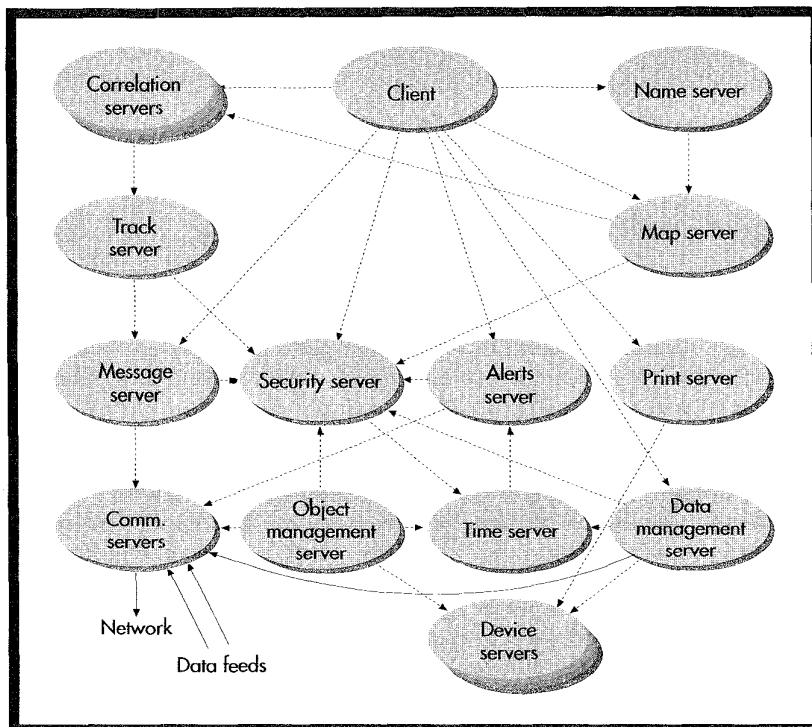 Correlation
servers
Client
Name server
Track
server
Map server
Message
server
Security server
Alerts
server
Print server
Comm.
servers
Object
management
server
Time server
Data
management
server
Network
Data feeds
Device
servers